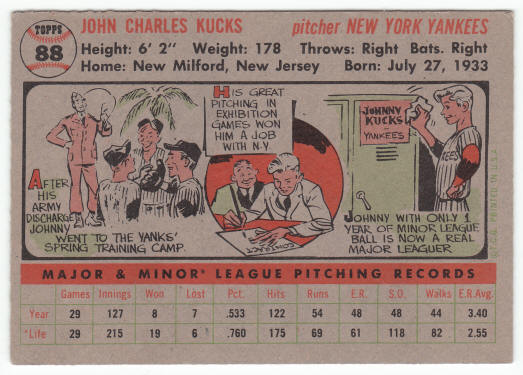 TOPPS
88
JOHN CHARLES KUCKS pitcher NEW YORK YANKEES
Height: 6' 2" Weight: 178 Throws: Right Bats. Right
Home: New Milford, New Jersey Born: July 27, 1933
AFTER
HIS
ARMY
DISCHARGE
JOHNNY
WENT TO THE YANKS'
SPRING TRAINING CAMP.
HIS GREAT
PITCHING IN
EXHIBITION
GAMES WON
HIM A JOB
WITH N.Y.
CONTRACT
JOHNNY
KUCKS
YANKEES
JOHNNY WITH ONLY 1
YEAR OF MINOR LEAGUE
BALL IS NOW A REAL
MAJOR LEAGUER
© T.C.G. PRINTED IN U.S.A.
MAJOR & MINOR* LEAGUE PITCHING RECORDS
Games Innings Won Lost Pct. Hits Runs E.R. S.O. Walks E.R.Avg.
Year 29 127 8 7 .533 122 54 48 48 44 3.40
*Life 29 215 19 6 .760 175 69 61 118 82 2.55